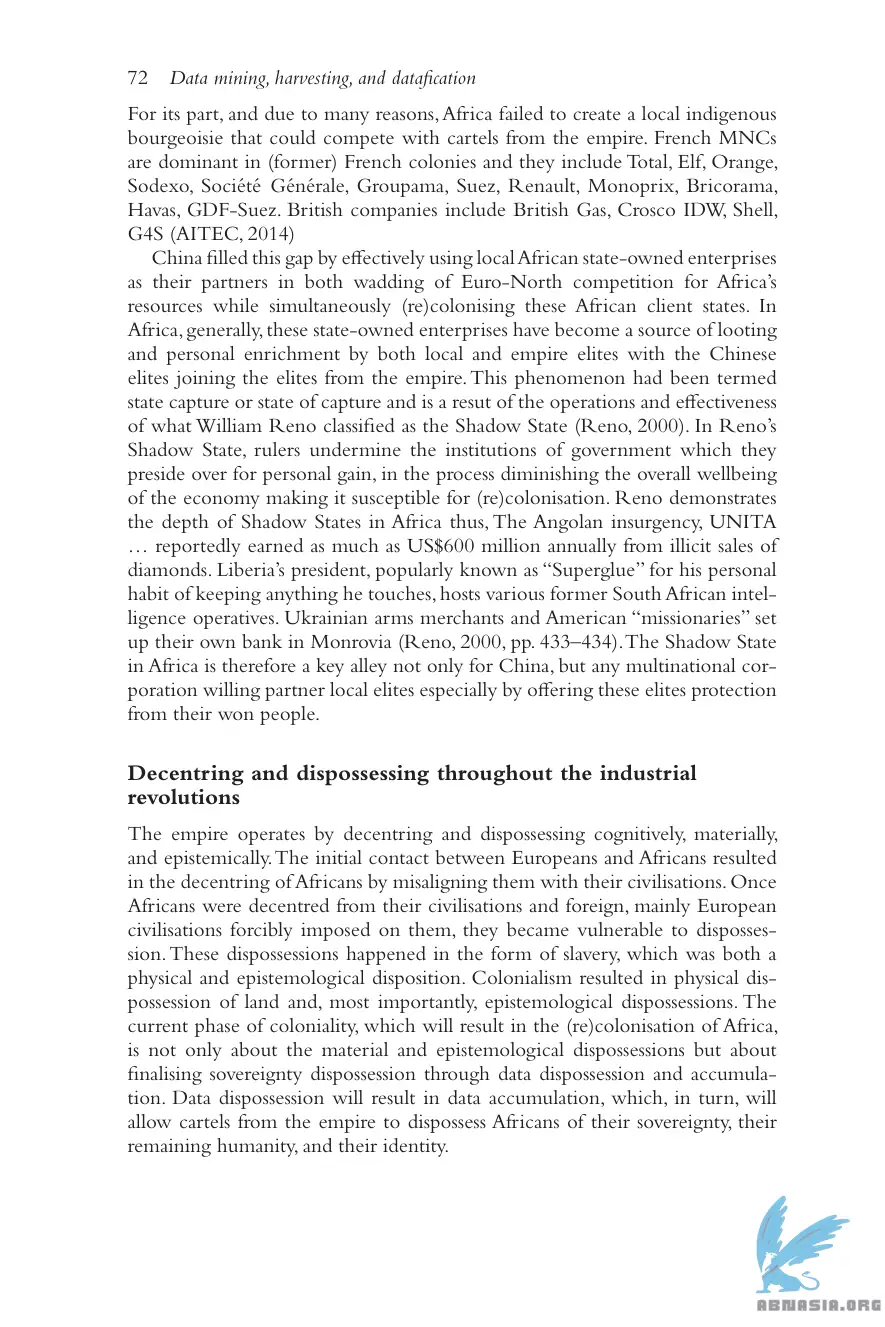 72 Data mining, harvesting, and datafication
For its part, and due to many reasons, Africa failed to create a local indigenous
bourgeoisie that could compete with cartels from the empire. French MNCs
are dominant in (former) French colonies and they include Total, Elf, Orange,
Sodexo, Société Générale, Groupama, Suez, Renault, Monoprix, Bricorama,
Havas, GDF-Suez. British companies include British Gas, Crosco IDW, Shell,
G4S (AITEC, 2014)
China filled this gap by effectively using local African state-owned enterprises
as their partners in both wadding of Euro-North competition for Africa's
resources while simultaneously (re)colonising these African client states. In
Africa, generally, these state-owned enterprises have become a source of looting
and personal enrichment by both local and empire elites with the Chinese
elites joining the elites from the empire. This phenomenon had been termed
state capture or state of capture and is a resut of the operations and effectiveness
of what William Reno classified as the Shadow State (Reno, 2000). In Reno's
Shadow State, rulers undermine the institutions of government which they
preside over for personal gain, in the process diminishing the overall wellbeing
of the economy making it susceptible for (re)colonisation. Reno demonstrates
the depth of Shadow States in Africa thus, The Angolan insurgency, UNITA
… reportedly earned as much as US$600 million annually from illicit sales of
diamonds. Liberia's president, popularly known as "Superglue" for his personal
habit of keeping anything he touches, hosts various former South African intel-
ligence operatives. Ukrainian arms merchants and American "missionaries" set
up their own bank in Monrovia (Reno, 2000, pp. 433–434). The Shadow State
in Africa is therefore a key alley not only for China, but any multinational cor-
poration willing partner local elites especially by offering these elites protection
from their won people.
Decentring and dispossessing throughout the industrial
revolutions
The empire operates by decentring and dispossessing cognitively, materially,
and epistemically. The initial contact between Europeans and Africans resulted
in the decentring of Africans by misaligning them with their civilisations. Once
Africans were decentred from their civilisations and foreign, mainly European
civilisations forcibly imposed on them, they became vulnerable to disposses-
sion. These dispossessions happened in the form of slavery, which was both a
physical and epistemological disposition. Colonialism resulted in physical dis-
possession of land and, most importantly, epistemological dispossessions. The
current phase of coloniality, which will result in the (re)colonisation of Africa,
is not only about the material and epistemological dispossessions but about
finalising sovereignty dispossession through data dispossession and accumula-
tion. Data dispossession will result in data accumulation, which, in turn, will
allow cartels from the empire to dispossess Africans of their sovereignty, their
remaining humanity, and their identity.
ABNASIA.ORG